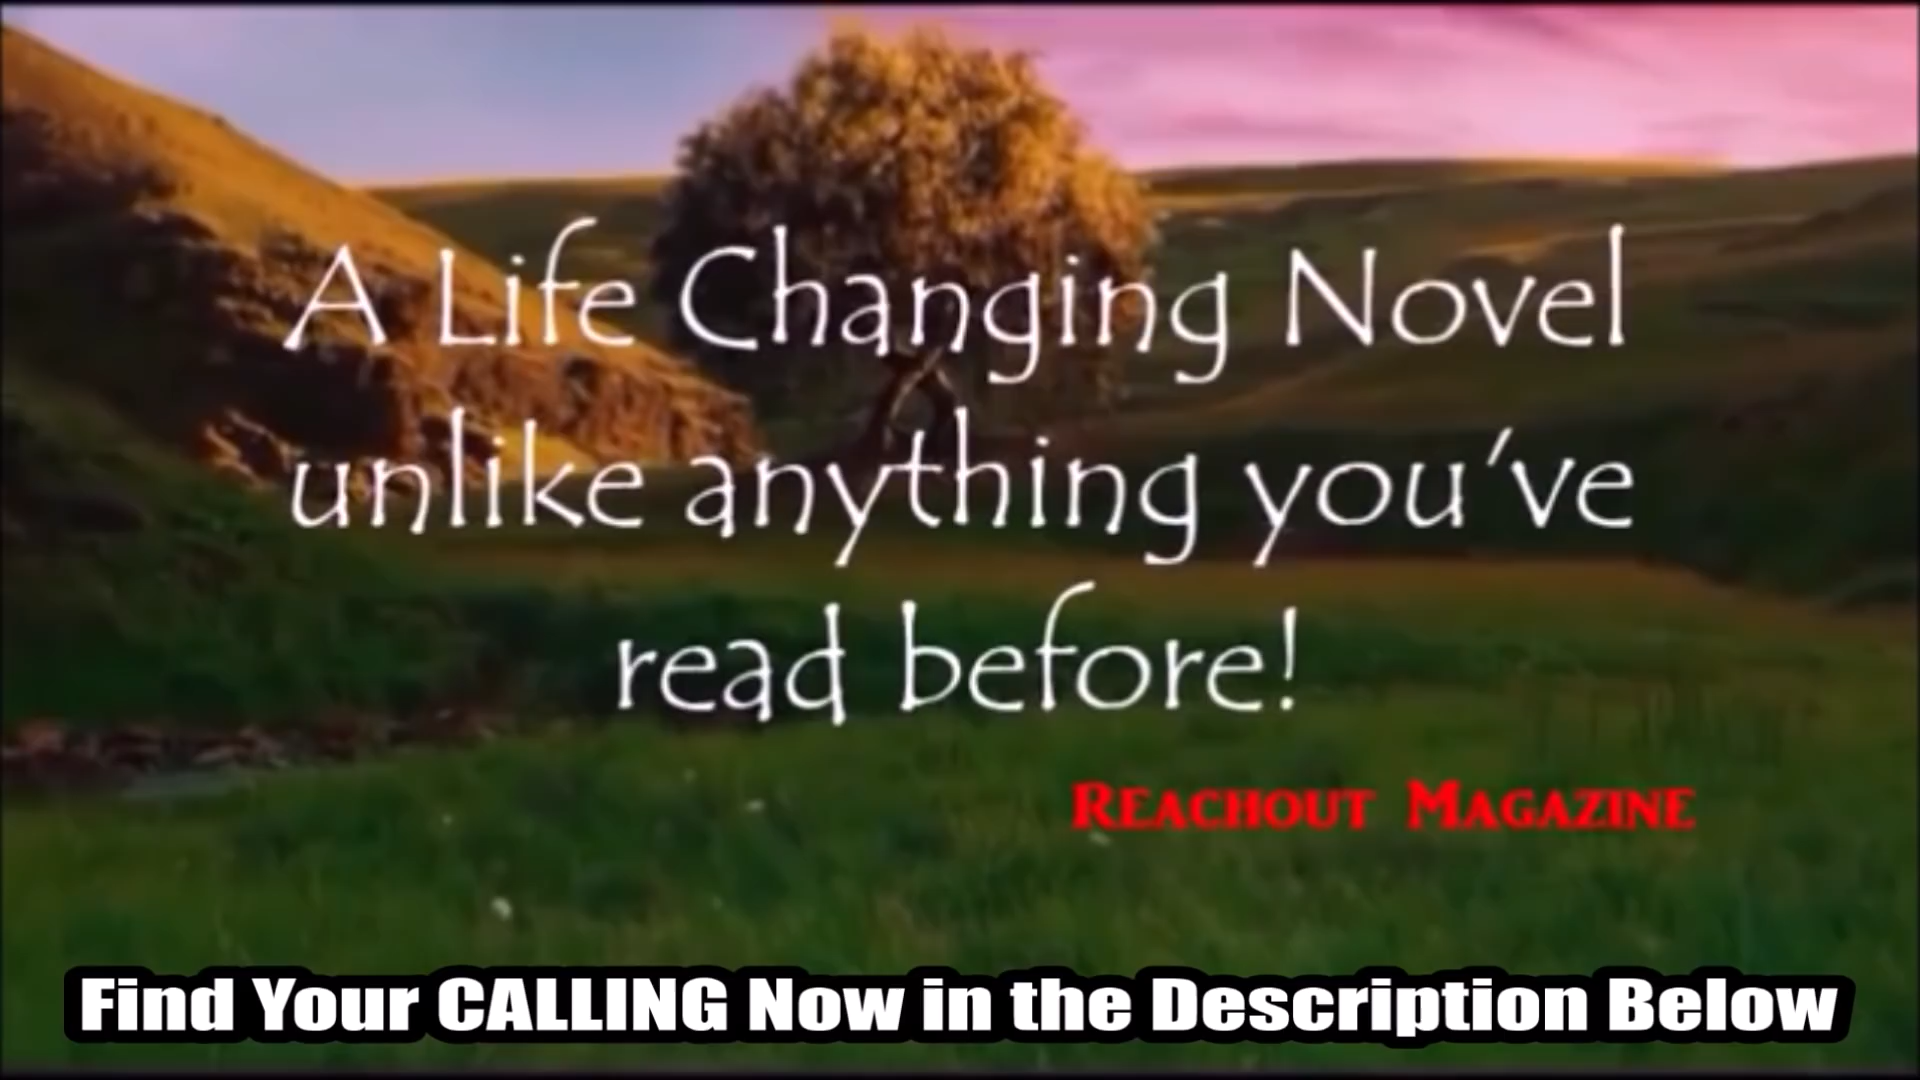 A Life Changing Novel
unlike anything you've
read before!
REACHOUT MAGAZINE
Find Your CALLING Now in the Description Below